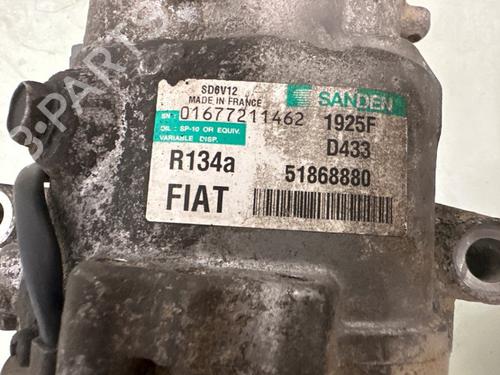 B-PARTS
SD6V12
MADE IN FRANCE
SANDEN
SN: 01677211462
1925F
OIL: SP-10 OR EQUIV.
VARIABLE DISP.
D433
R134a
51868880
FIAT